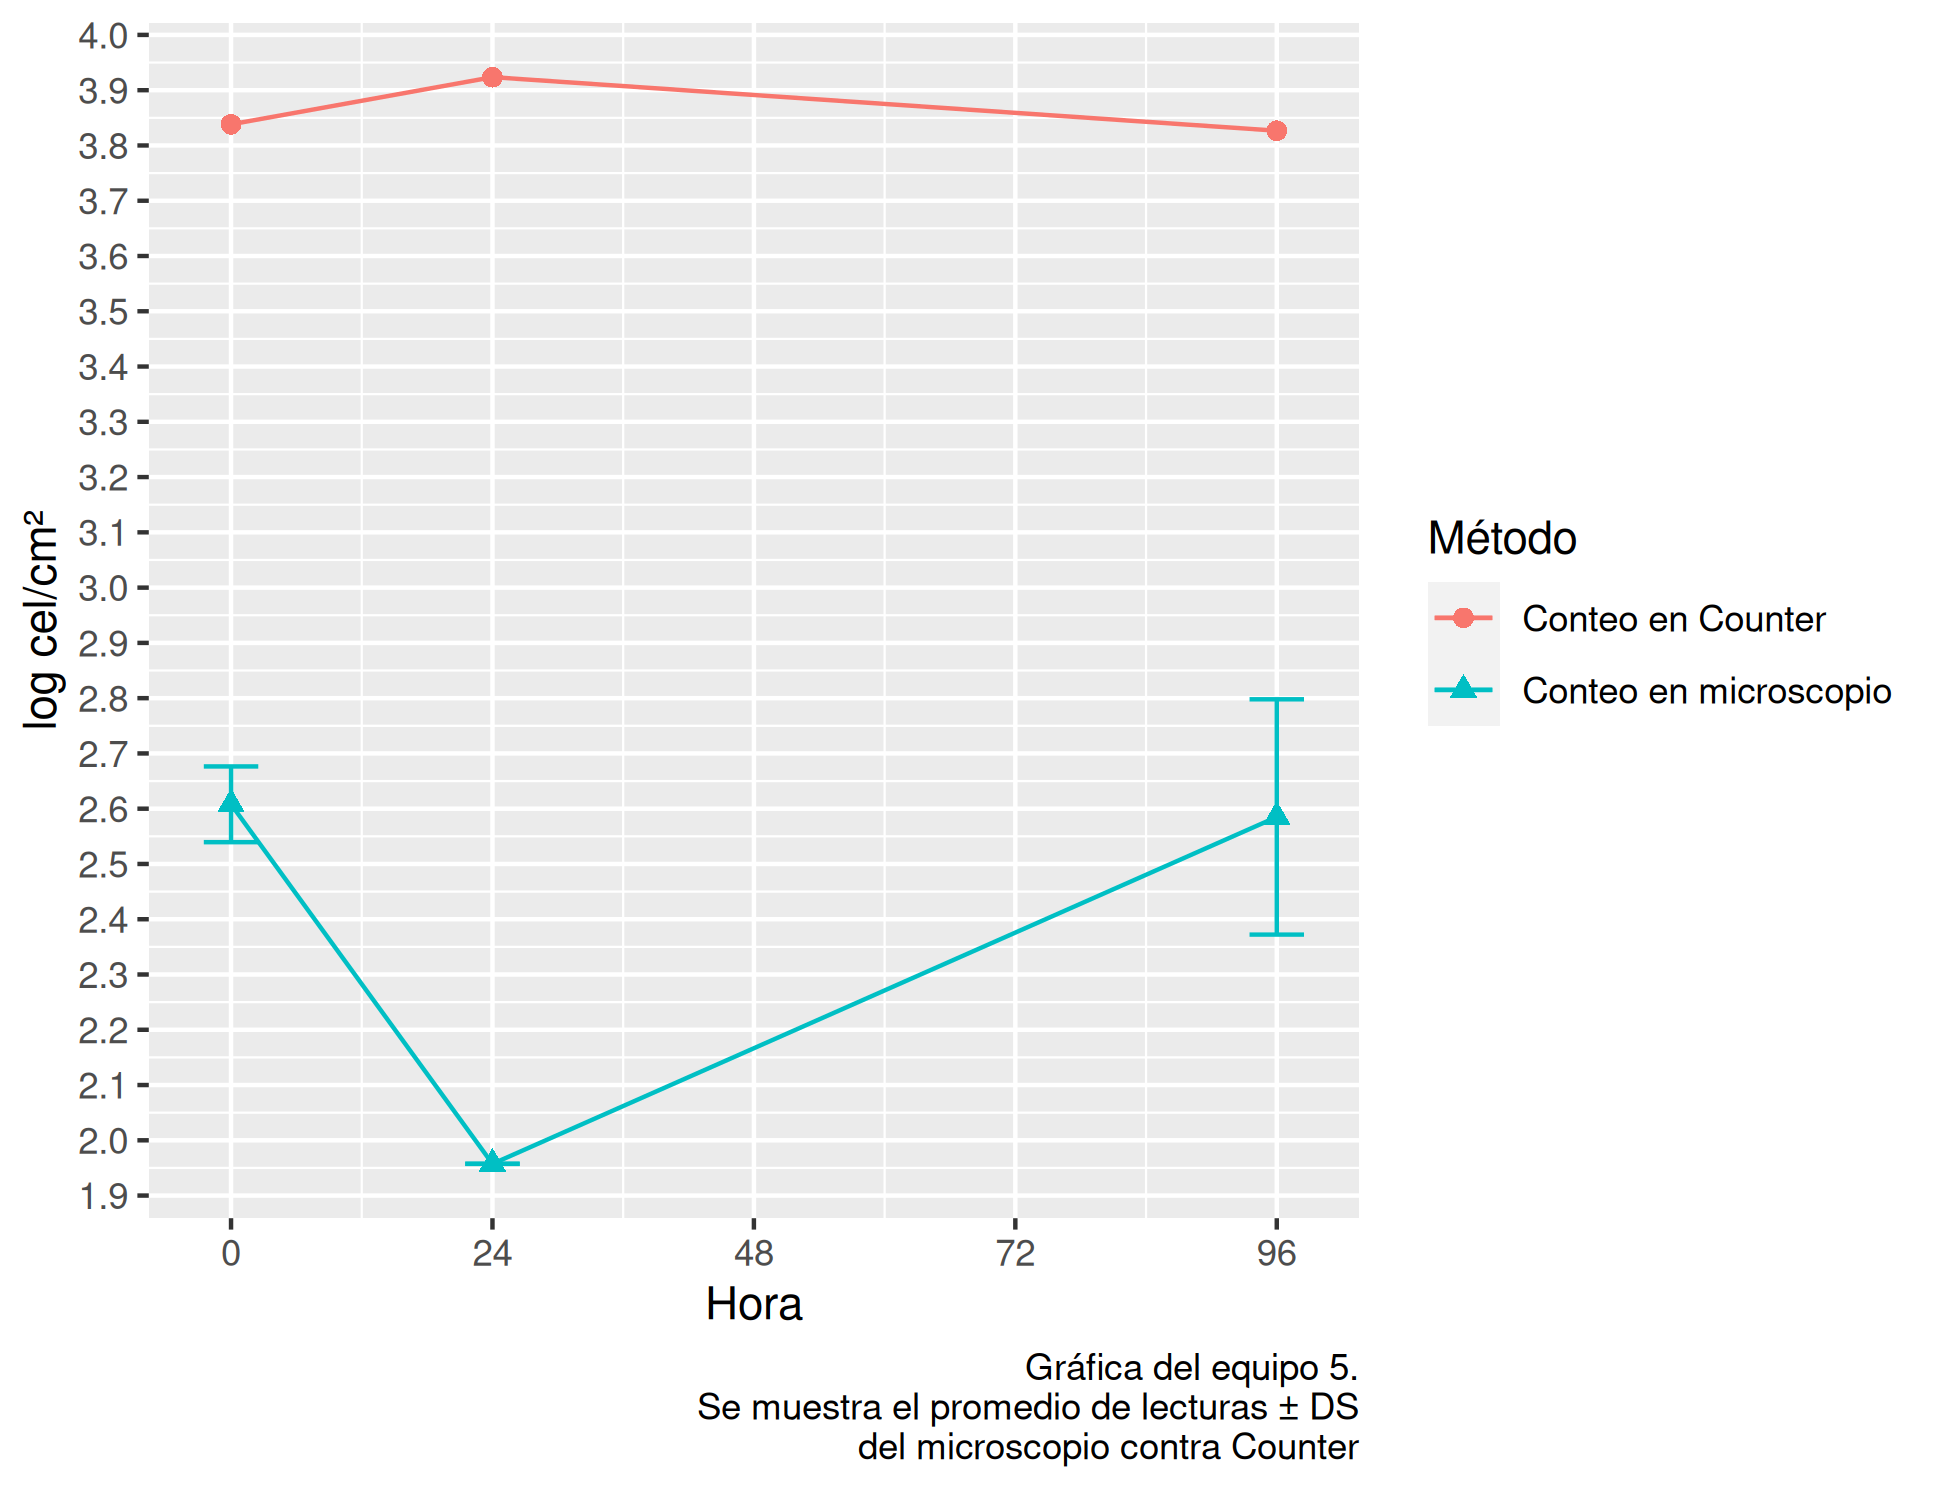 4.0
3.9
3.8
3.7
3.6
3.5
3.4
3.3
3.2
3.1
3.0
2.9
2.8
2.7
2.6
2.5
2.4
2.3
2.2
2.1
2.0
1.9
log cel/cm²
0 24 48 72 96
Hora
Método
Conteo en Counter
Conteo en microscopio
Gráfica del equipo 5.
Se muestra el promedio de lecturas ± DS
del microscopio contra Counter